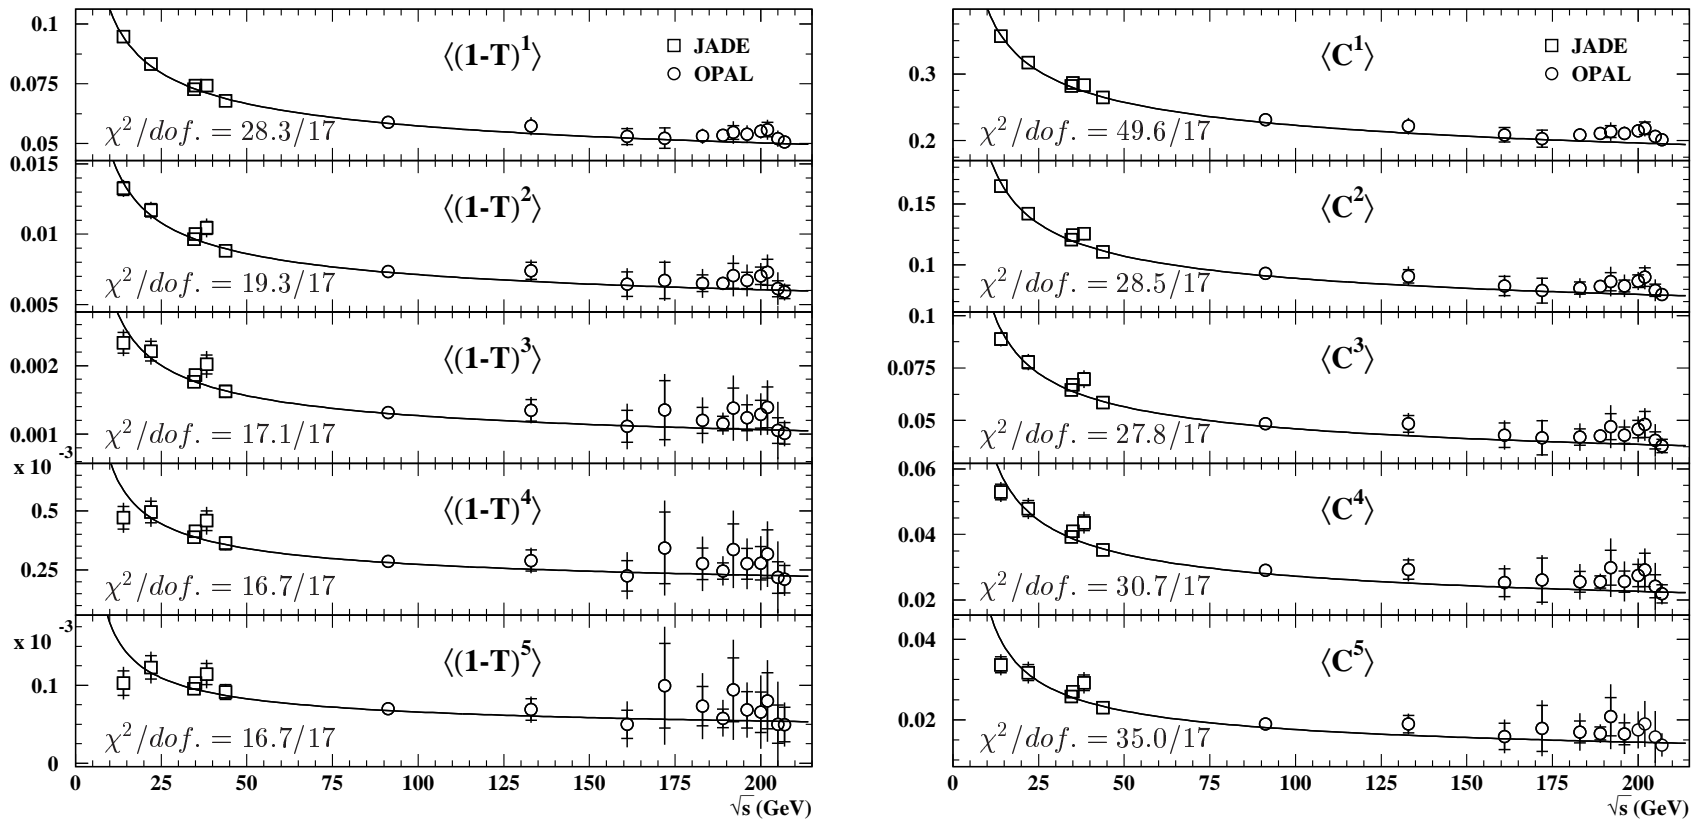 0.1
⟨(1-T)¹⟩
JADE
OPAL
0.075
χ²/dof. = 28.3/17
0.05
0.015
⟨(1-T)²⟩
0.01
χ²/dof. = 19.3/17
0.005
⟨(1-T)³⟩
0.002
χ²/dof. = 17.1/17
0.001
x 10⁻³
⟨(1-T)⁴⟩
0.5
0.25
χ²/dof. = 16.7/17
x 10⁻³
⟨(1-T)⁵⟩
0.1
χ²/dof. = 16.7/17
0
0 25 50 75 100 125 150 175 200
√s (GeV)
⟨C¹⟩
JADE
OPAL
0.3
χ²/dof. = 49.6/17
0.2
⟨C²⟩
0.15
0.1
χ²/dof. = 28.5/17
0.1
⟨C³⟩
0.075
0.05
χ²/dof. = 27.8/17
0.06
⟨C⁴⟩
0.04
χ²/dof. = 30.7/17
0.02
0.04
⟨C⁵⟩
0.02
χ²/dof. = 35.0/17
0 25 50 75 100 125 150 175 200
√s (GeV)